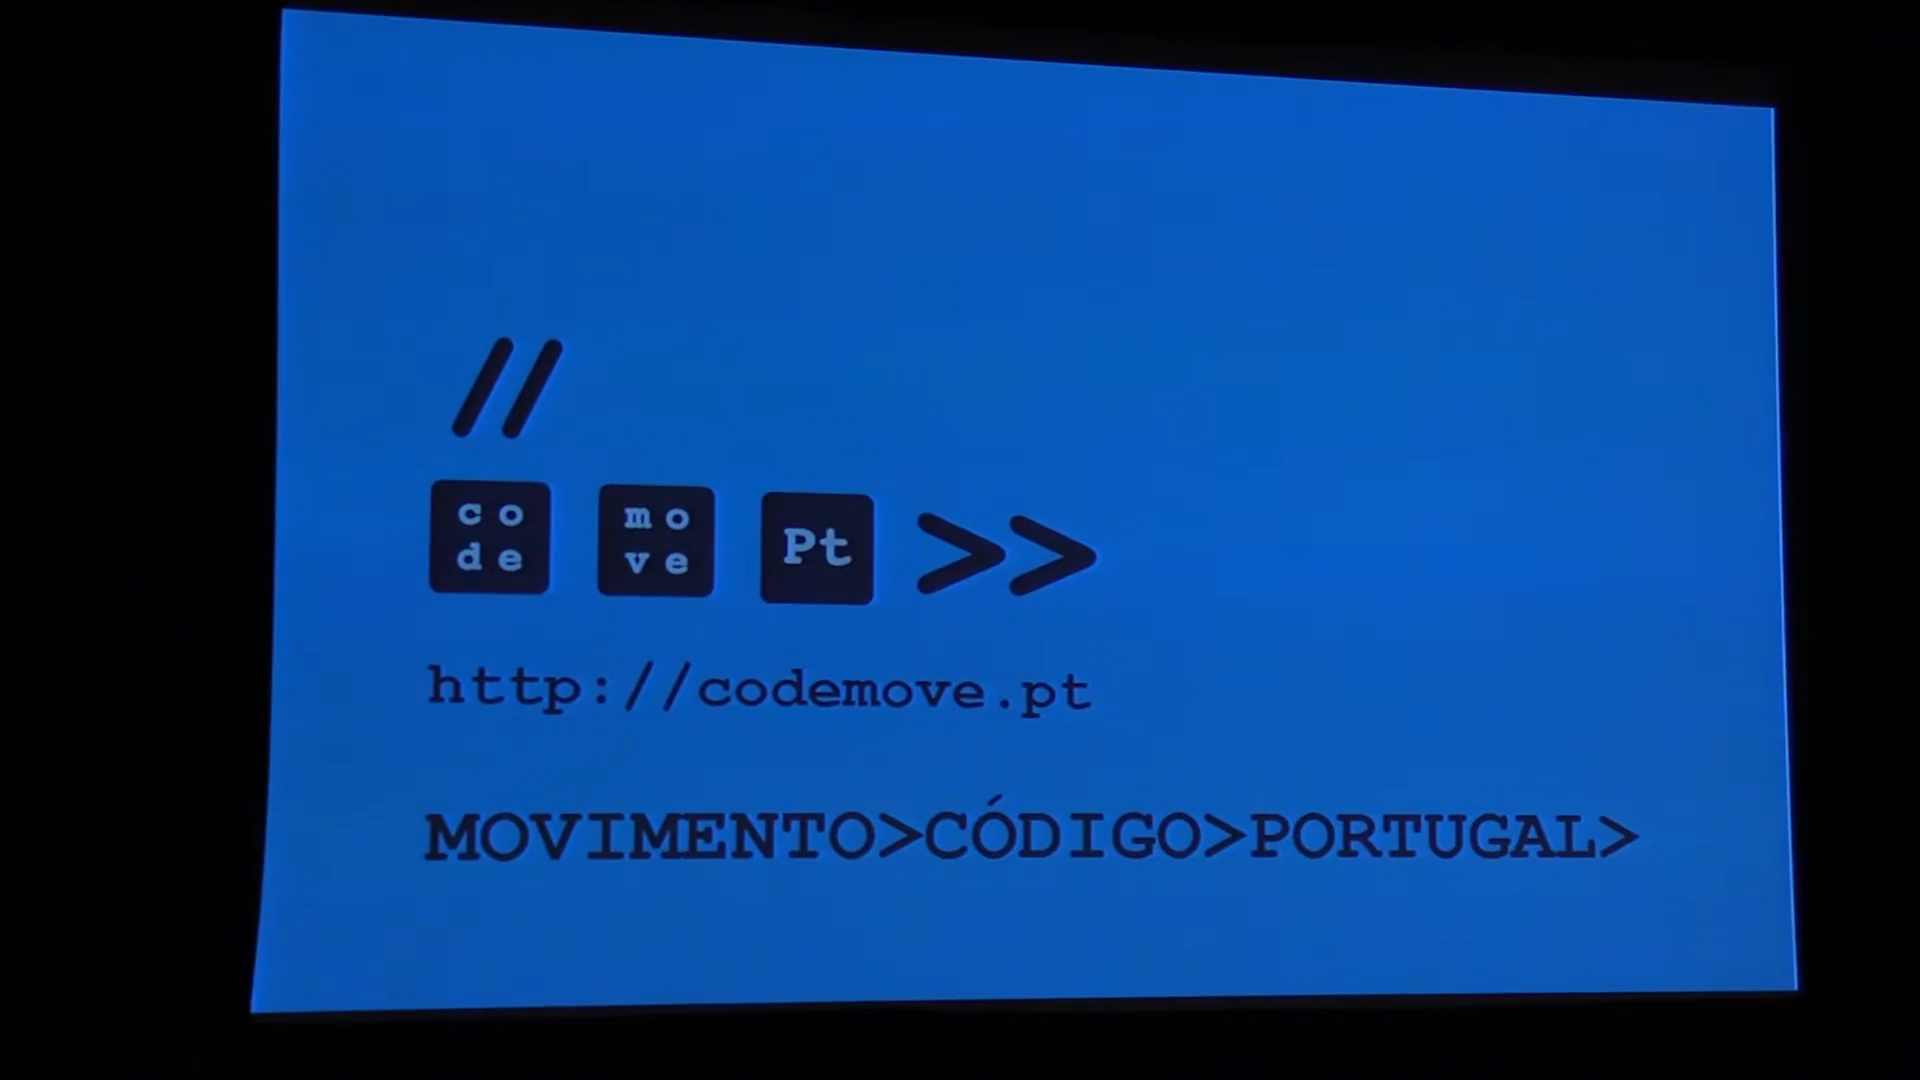 //
co
de
mo
ve
Pt >>
http://codemove.pt
MOVIMENTO>CÓDIGO>PORTUGAL>